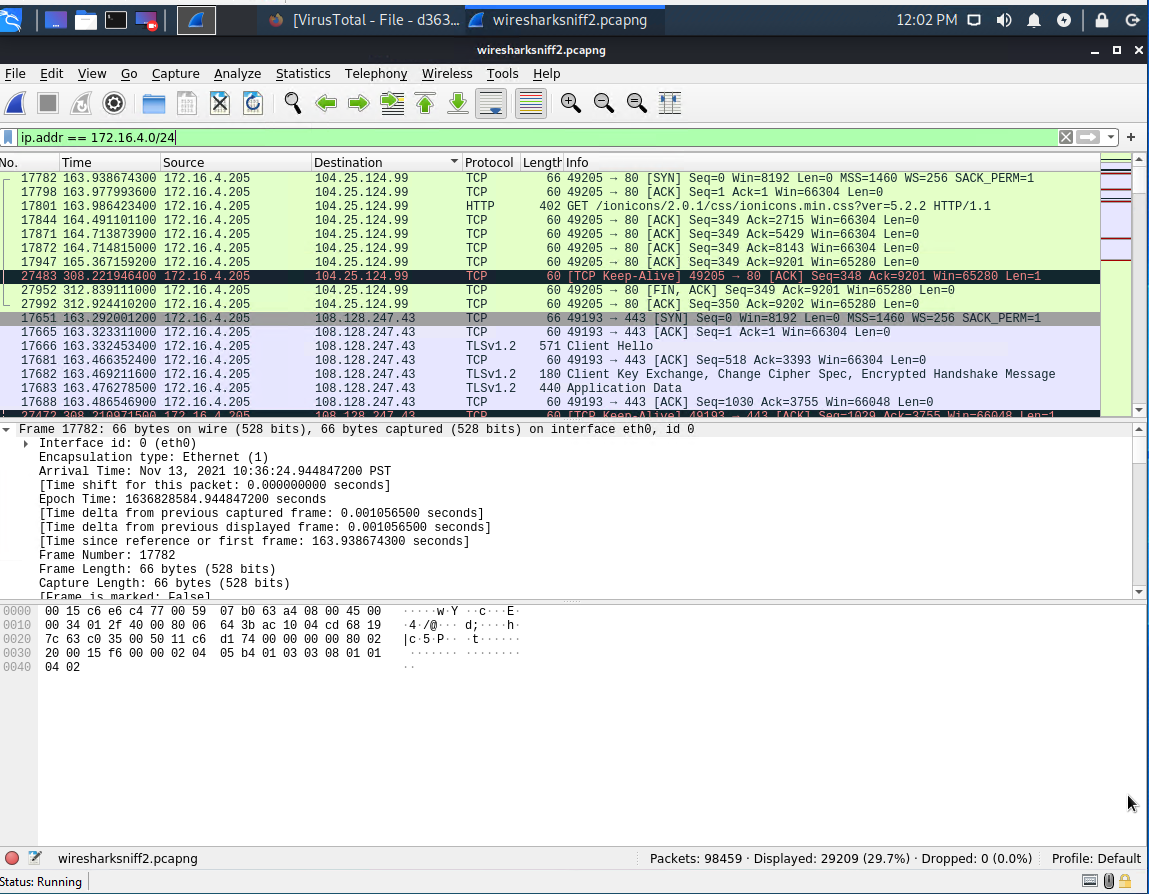 [VirusTotal - File - d363...
wiresharksniff2.pcapng
12:02 PM
wiresharksniff2.pcapng
File Edit View Go Capture Analyze Statistics Telephony Wireless Tools Help
ip.addr == 172.16.4.0/24
No. Time Source Destination Protocol Length Info
17782 163.938674300 172.16.4.205 104.25.124.99 TCP 66 49205 → 80 [SYN] Seq=0 Win=8192 Len=0 MSS=1460 WS=256 SACK_PERM=1
17798 163.977993600 172.16.4.205 104.25.124.99 TCP 60 49205 → 80 [ACK] Seq=1 Ack=1 Win=66304 Len=0
17801 163.986423400 172.16.4.205 104.25.124.99 HTTP 402 GET /ionicons/2.0.1/css/ionicons.min.css?ver=5.2.2 HTTP/1.1
17844 164.491101100 172.16.4.205 104.25.124.99 TCP 60 49205 → 80 [ACK] Seq=349 Ack=2715 Win=66304 Len=0
17871 164.713873900 172.16.4.205 104.25.124.99 TCP 60 49205 → 80 [ACK] Seq=349 Ack=5429 Win=66304 Len=0
17872 164.714815000 172.16.4.205 104.25.124.99 TCP 60 49205 → 80 [ACK] Seq=349 Ack=8143 Win=66304 Len=0
17947 165.367159200 172.16.4.205 104.25.124.99 TCP 60 49205 → 80 [ACK] Seq=349 Ack=9201 Win=65280 Len=0
27483 308.221946400 172.16.4.205 104.25.124.99 TCP 60 [TCP Keep-Alive] 49205 → 80 [ACK] Seq=348 Ack=9201 Win=65280 Len=1
27952 312.839111000 172.16.4.205 104.25.124.99 TCP 60 49205 → 80 [FIN, ACK] Seq=349 Ack=9201 Win=65280 Len=0
27992 312.924410200 172.16.4.205 104.25.124.99 TCP 60 49205 → 80 [ACK] Seq=350 Ack=9202 Win=65280 Len=0
17651 163.292001200 172.16.4.205 108.128.247.43 TCP 66 49193 → 443 [SYN] Seq=0 Win=8192 Len=0 MSS=1460 WS=256 SACK_PERM=1
17665 163.323311000 172.16.4.205 108.128.247.43 TCP 60 49193 → 443 [ACK] Seq=1 Ack=1 Win=66304 Len=0
17666 163.332453400 172.16.4.205 108.128.247.43 TLSv1.2 571 Client Hello
17681 163.466352400 172.16.4.205 108.128.247.43 TCP 60 49193 → 443 [ACK] Seq=518 Ack=3393 Win=66304 Len=0
17682 163.469211600 172.16.4.205 108.128.247.43 TLSv1.2 180 Client Key Exchange, Change Cipher Spec, Encrypted Handshake Message
17683 163.476278500 172.16.4.205 108.128.247.43 TLSv1.2 440 Application Data
17688 163.486546900 172.16.4.205 108.128.247.43 TCP 60 49193 → 443 [ACK] Seq=1030 Ack=3755 Win=66048 Len=0
27472 308.210971500 172.16.4.205 108.128.247.43 TCP 60 [TCP Keep-Alive] 49193 → 443 [ACK] Seq=1029 Ack=3755 Win=66048 Len=1
Frame 17782: 66 bytes on wire (528 bits), 66 bytes captured (528 bits) on interface eth0, id 0
Interface id: 0 (eth0)
Encapsulation type: Ethernet (1)
Arrival Time: Nov 13, 2021 10:36:24.944847200 PST
[Time shift for this packet: 0.000000000 seconds]
Epoch Time: 1636828584.944847200 seconds
[Time delta from previous captured frame: 0.001056500 seconds]
[Time delta from previous displayed frame: 0.001056500 seconds]
[Time since reference or first frame: 163.938674300 seconds]
Frame Number: 17782
Frame Length: 66 bytes (528 bits)
Capture Length: 66 bytes (528 bits)
[Frame is marked: False]
0000 00 15 c6 e6 c4 77 00 59 07 b0 63 a4 08 00 45 00 ·····w·Y ··c···E·
0010 00 34 01 2f 40 00 80 06 64 3b ac 10 04 cd 68 19 ·4·/@··· d;····h·
0020 7c 63 c0 35 00 50 11 c6 d1 74 00 00 00 00 80 02 |c·5·P·· ·t······
0030 20 00 15 f6 00 00 02 04 05 b4 01 03 03 08 01 01 ······· ········
0040 04 02 ··
wiresharksniff2.pcapng
Packets: 98459 · Displayed: 29209 (29.7%) · Dropped: 0 (0.0%)
Profile: Default
Status: Running